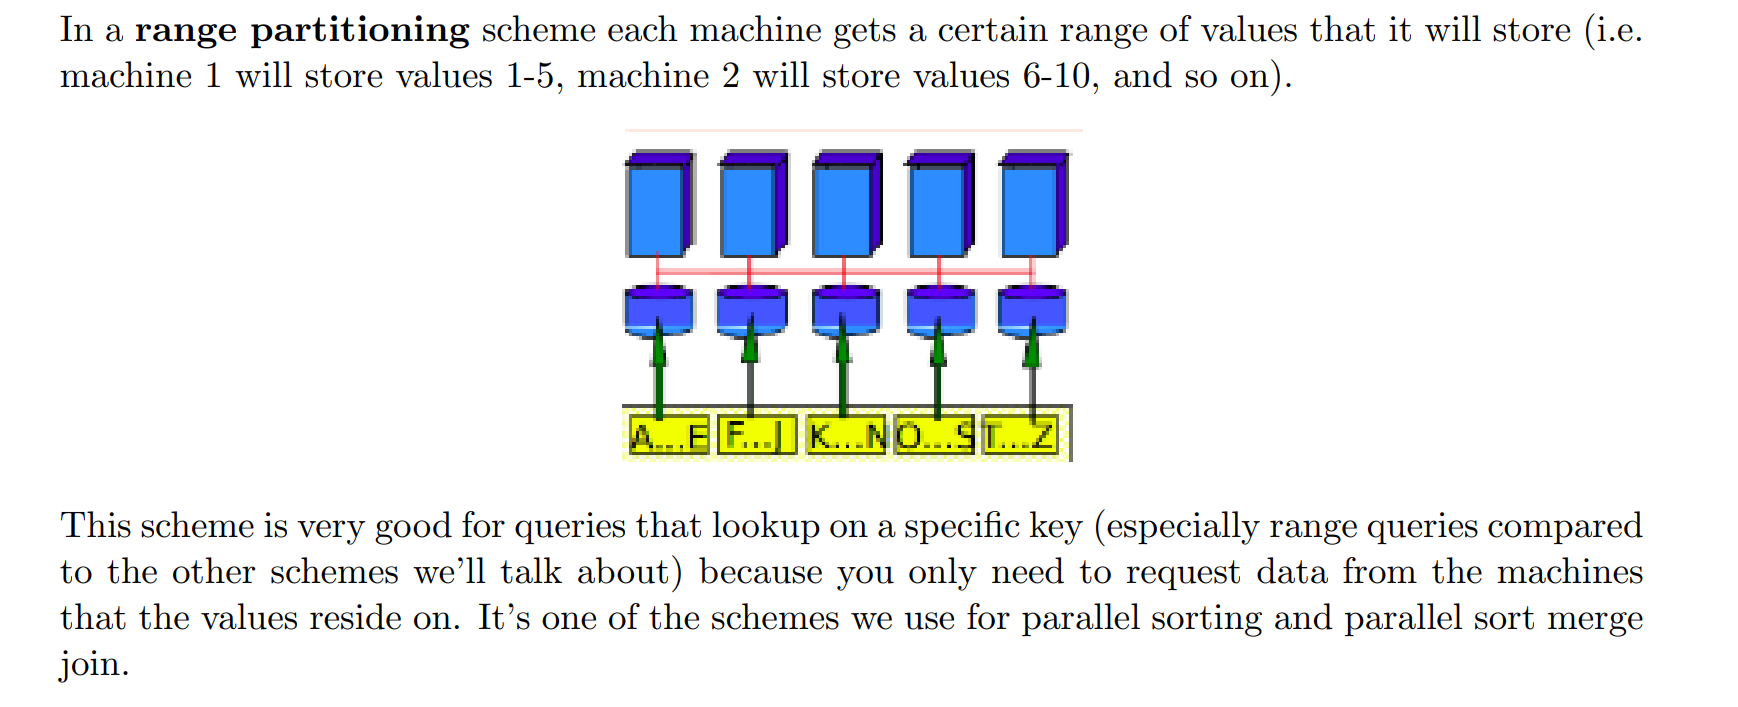 In a range partitioning scheme each machine gets a certain range of values that it will store (i.e.
machine 1 will store values 1-5, machine 2 will store values 6-10, and so on).
A...E F...J K...N O...S T...Z
This scheme is very good for queries that lookup on a specific key (especially range queries compared
to the other schemes we'll talk about) because you only need to request data from the machines
that the values reside on. It's one of the schemes we use for parallel sorting and parallel sort merge
join.